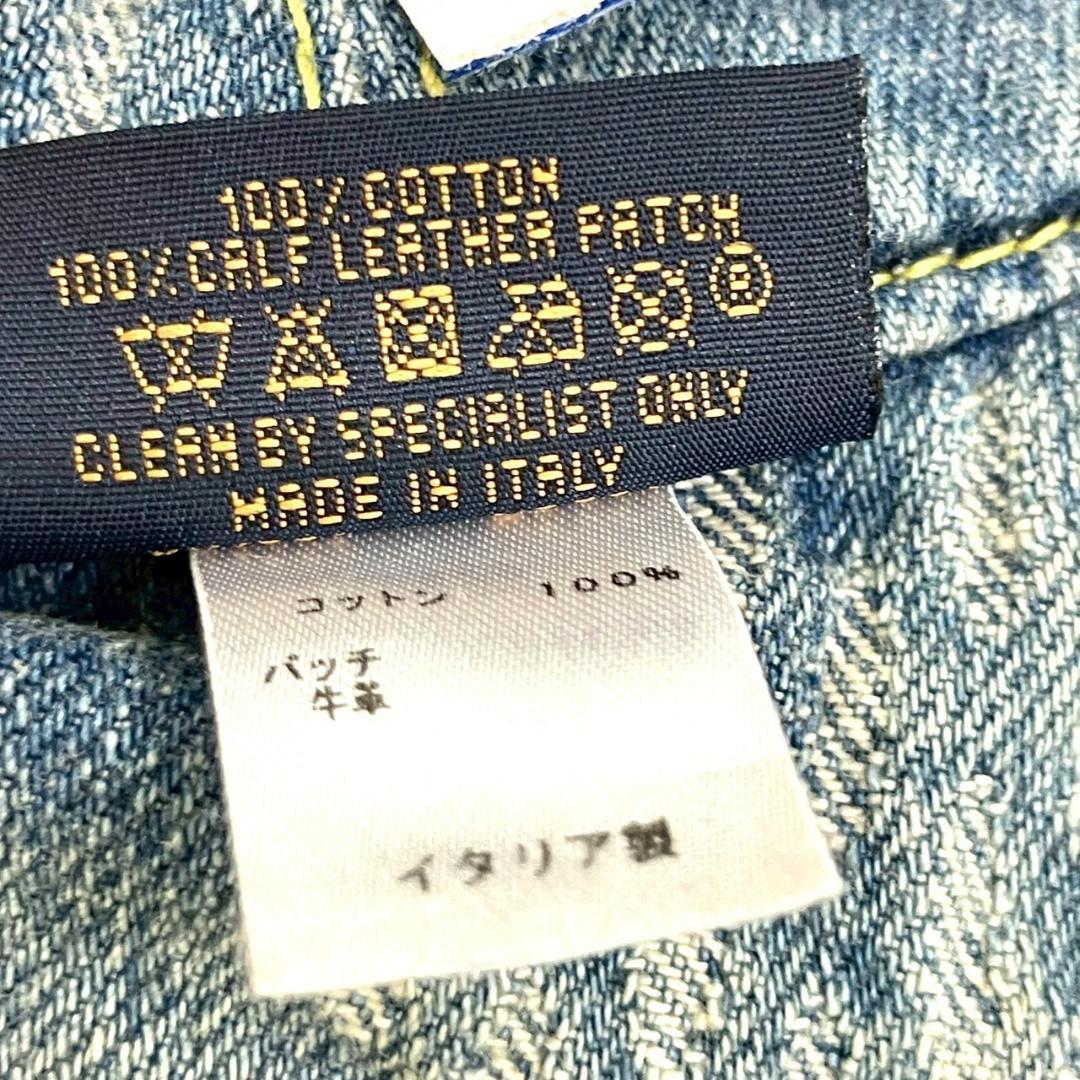 100% COTTON
100% CALF LEATHER PATCH
CLEAN BY SPECIALIST ONLY
MADE IN ITALY
コットン 100%
パッチ
牛革
イタリア製